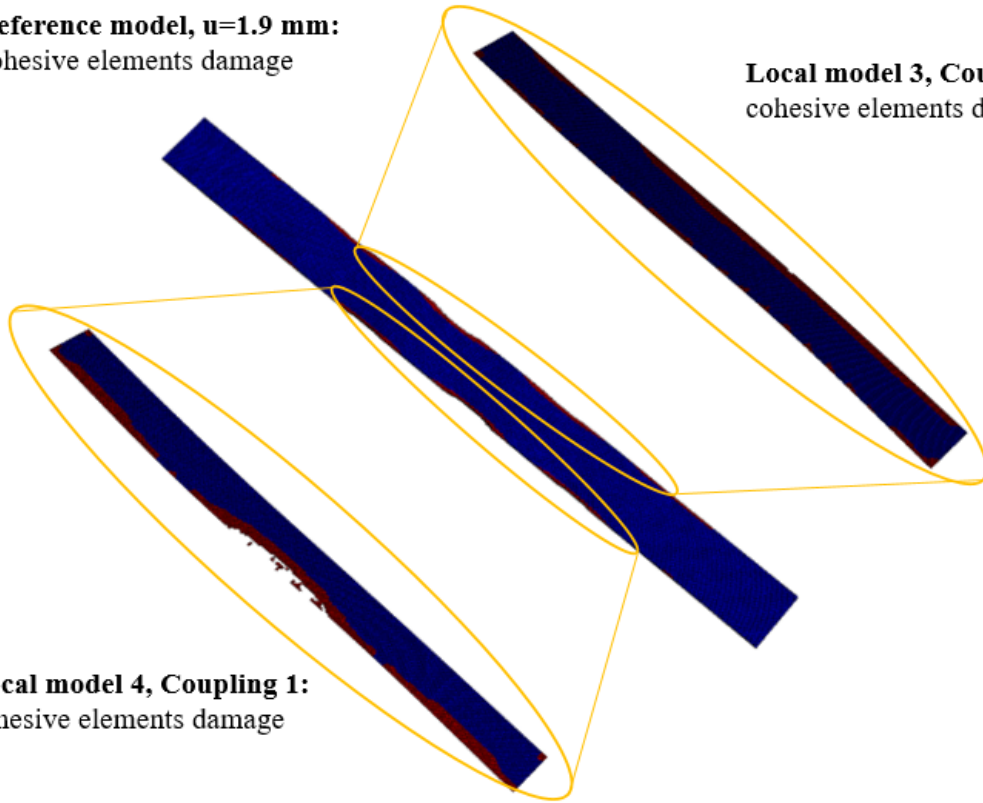 eference model, u=1.9 mm:
ohesive elements damage
Local model 3, Cou
cohesive elements d
cal model 4, Coupling 1:
hesive elements damage